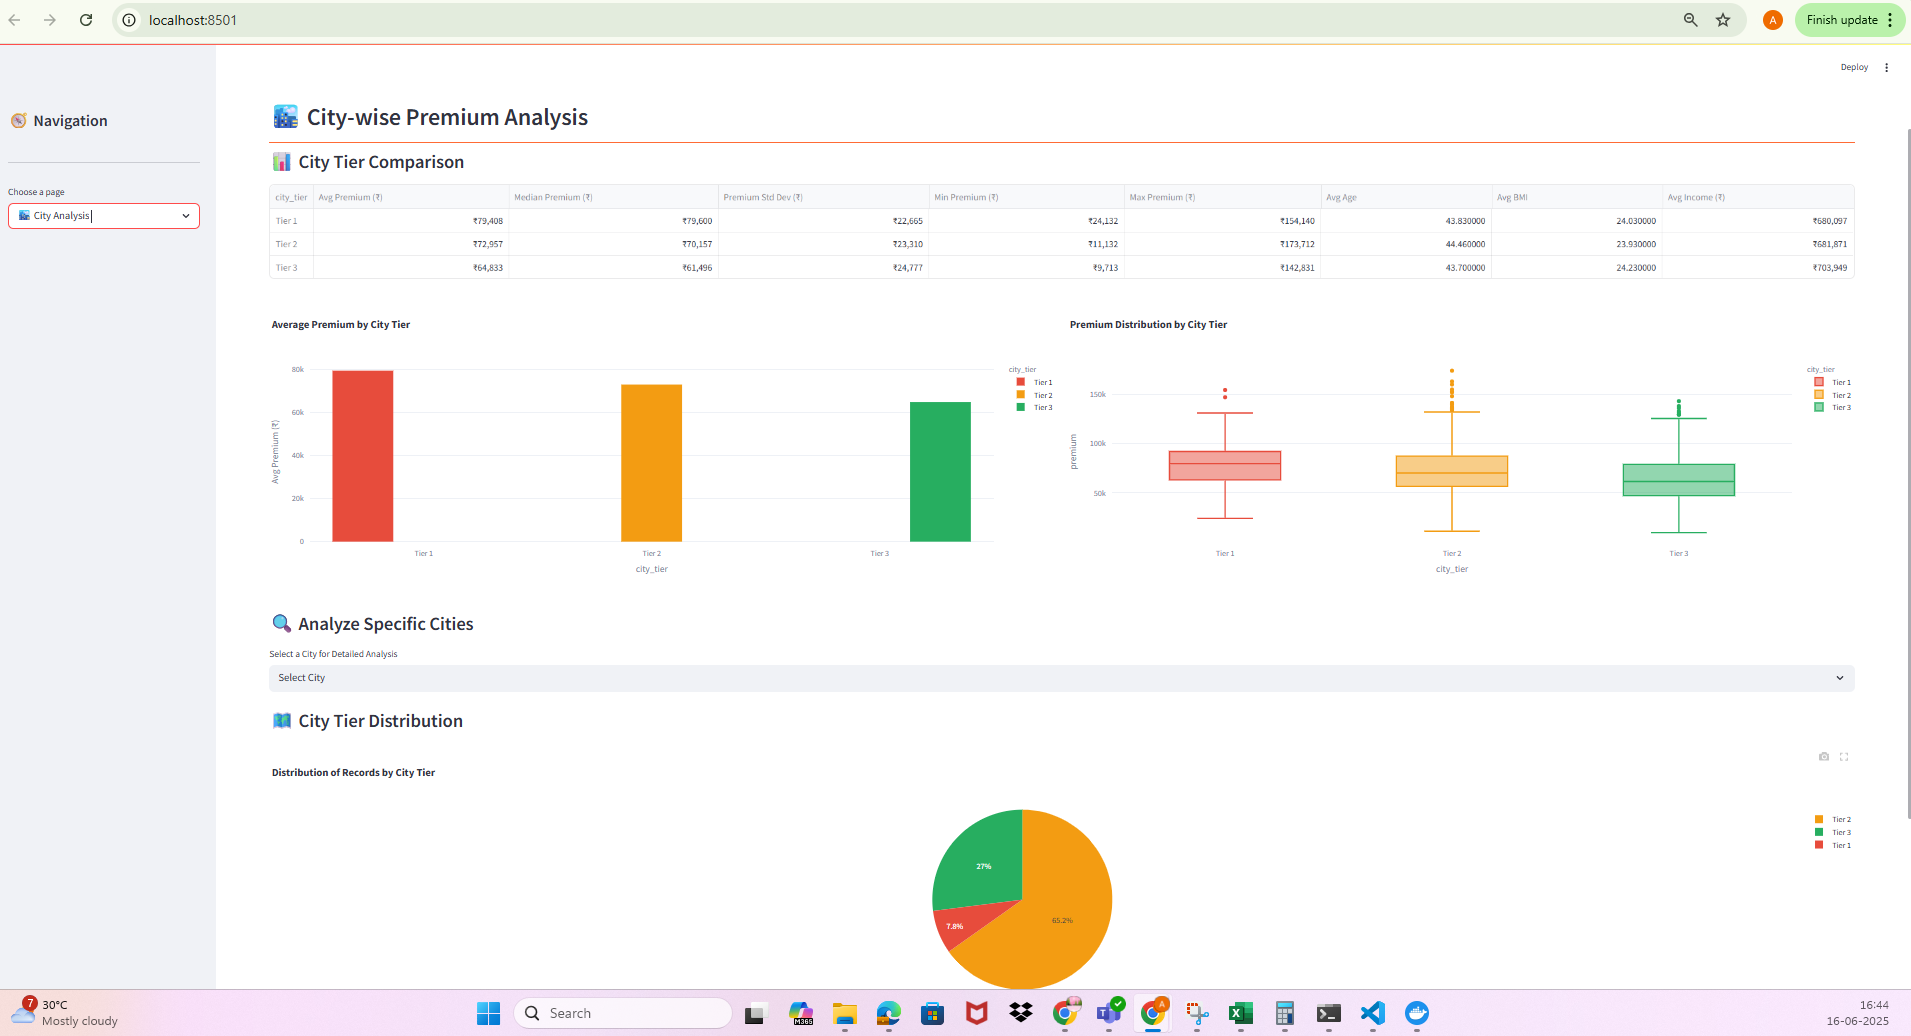 localhost:8501
A
Finish update
Deploy
Navigation
Choose a page
City Analysis
City-wise Premium Analysis
City Tier Comparison
city_tier Avg Premium (₹) Median Premium (₹) Premium Std Dev (₹) Min Premium (₹) Max Premium (₹) Avg Age Avg BMI Avg Income (₹)
Tier 1 ₹79,408 ₹79,600 ₹22,665 ₹24,132 ₹154,140 43.830000 24.030000 ₹680,097
Tier 2 ₹72,957 ₹70,157 ₹23,310 ₹11,132 ₹173,712 44.460000 23.930000 ₹681,871
Tier 3 ₹64,833 ₹61,496 ₹24,777 ₹9,713 ₹142,831 43.700000 24.230000 ₹703,949
Average Premium by City Tier
80k
60k
40k
20k
0
Avg Premium (₹)
Tier 1 Tier 2 Tier 3
city_tier
city_tier
Tier 1
Tier 2
Tier 3
Premium Distribution by City Tier
150k
100k
50k
premium
Tier 1 Tier 2 Tier 3
city_tier
city_tier
Tier 1
Tier 2
Tier 3
Analyze Specific Cities
Select a City for Detailed Analysis
Select City
City Tier Distribution
Distribution of Records by City Tier
27%
7.8%
65.2%
Tier 2
Tier 3
Tier 1
7
30°C
Mostly cloudy
Search
M365
A
16:44
16-06-2025